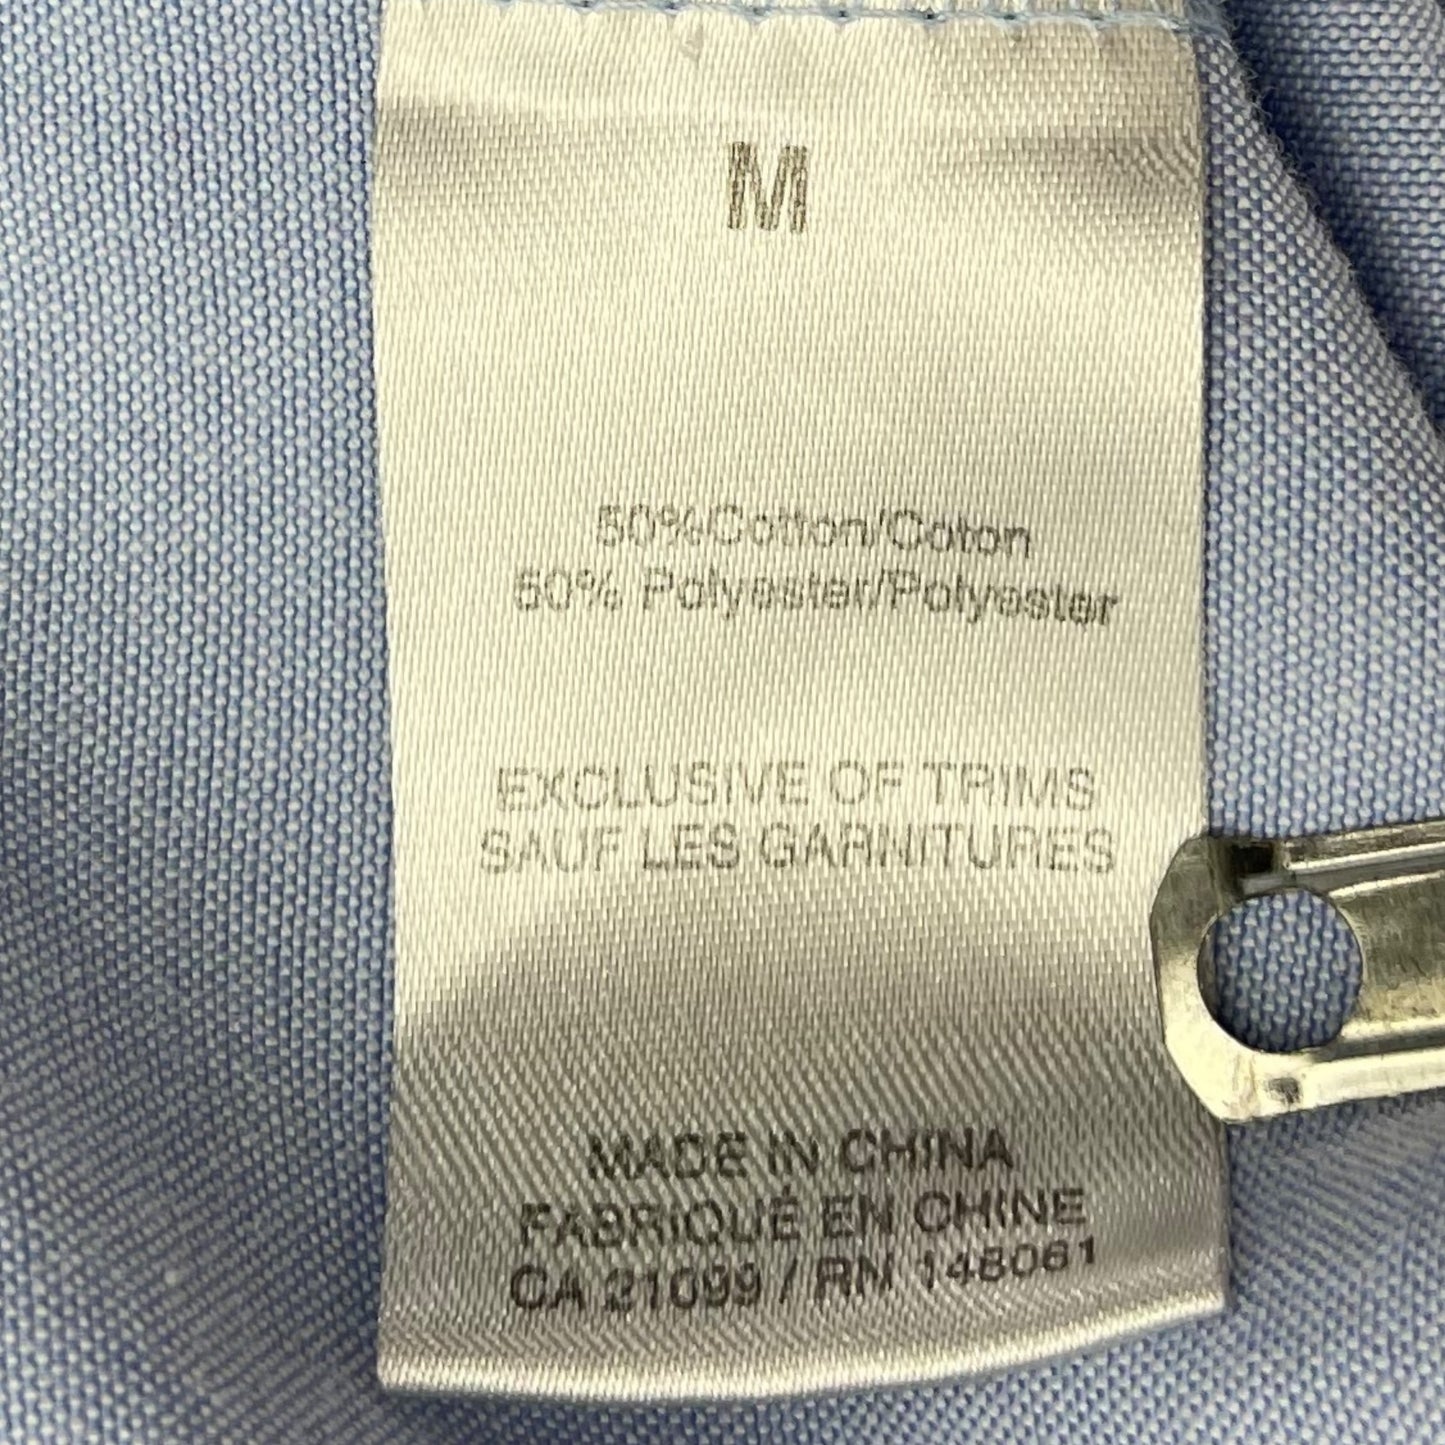 M
50%Cotton/Coton
50% Polyester/Polyester
EXCLUSIVE OF TRIMS
SAUF LES GARNITURES
MADE IN CHINA
FABRIQUÉ EN CHINE
CA 21099 / RN 148061